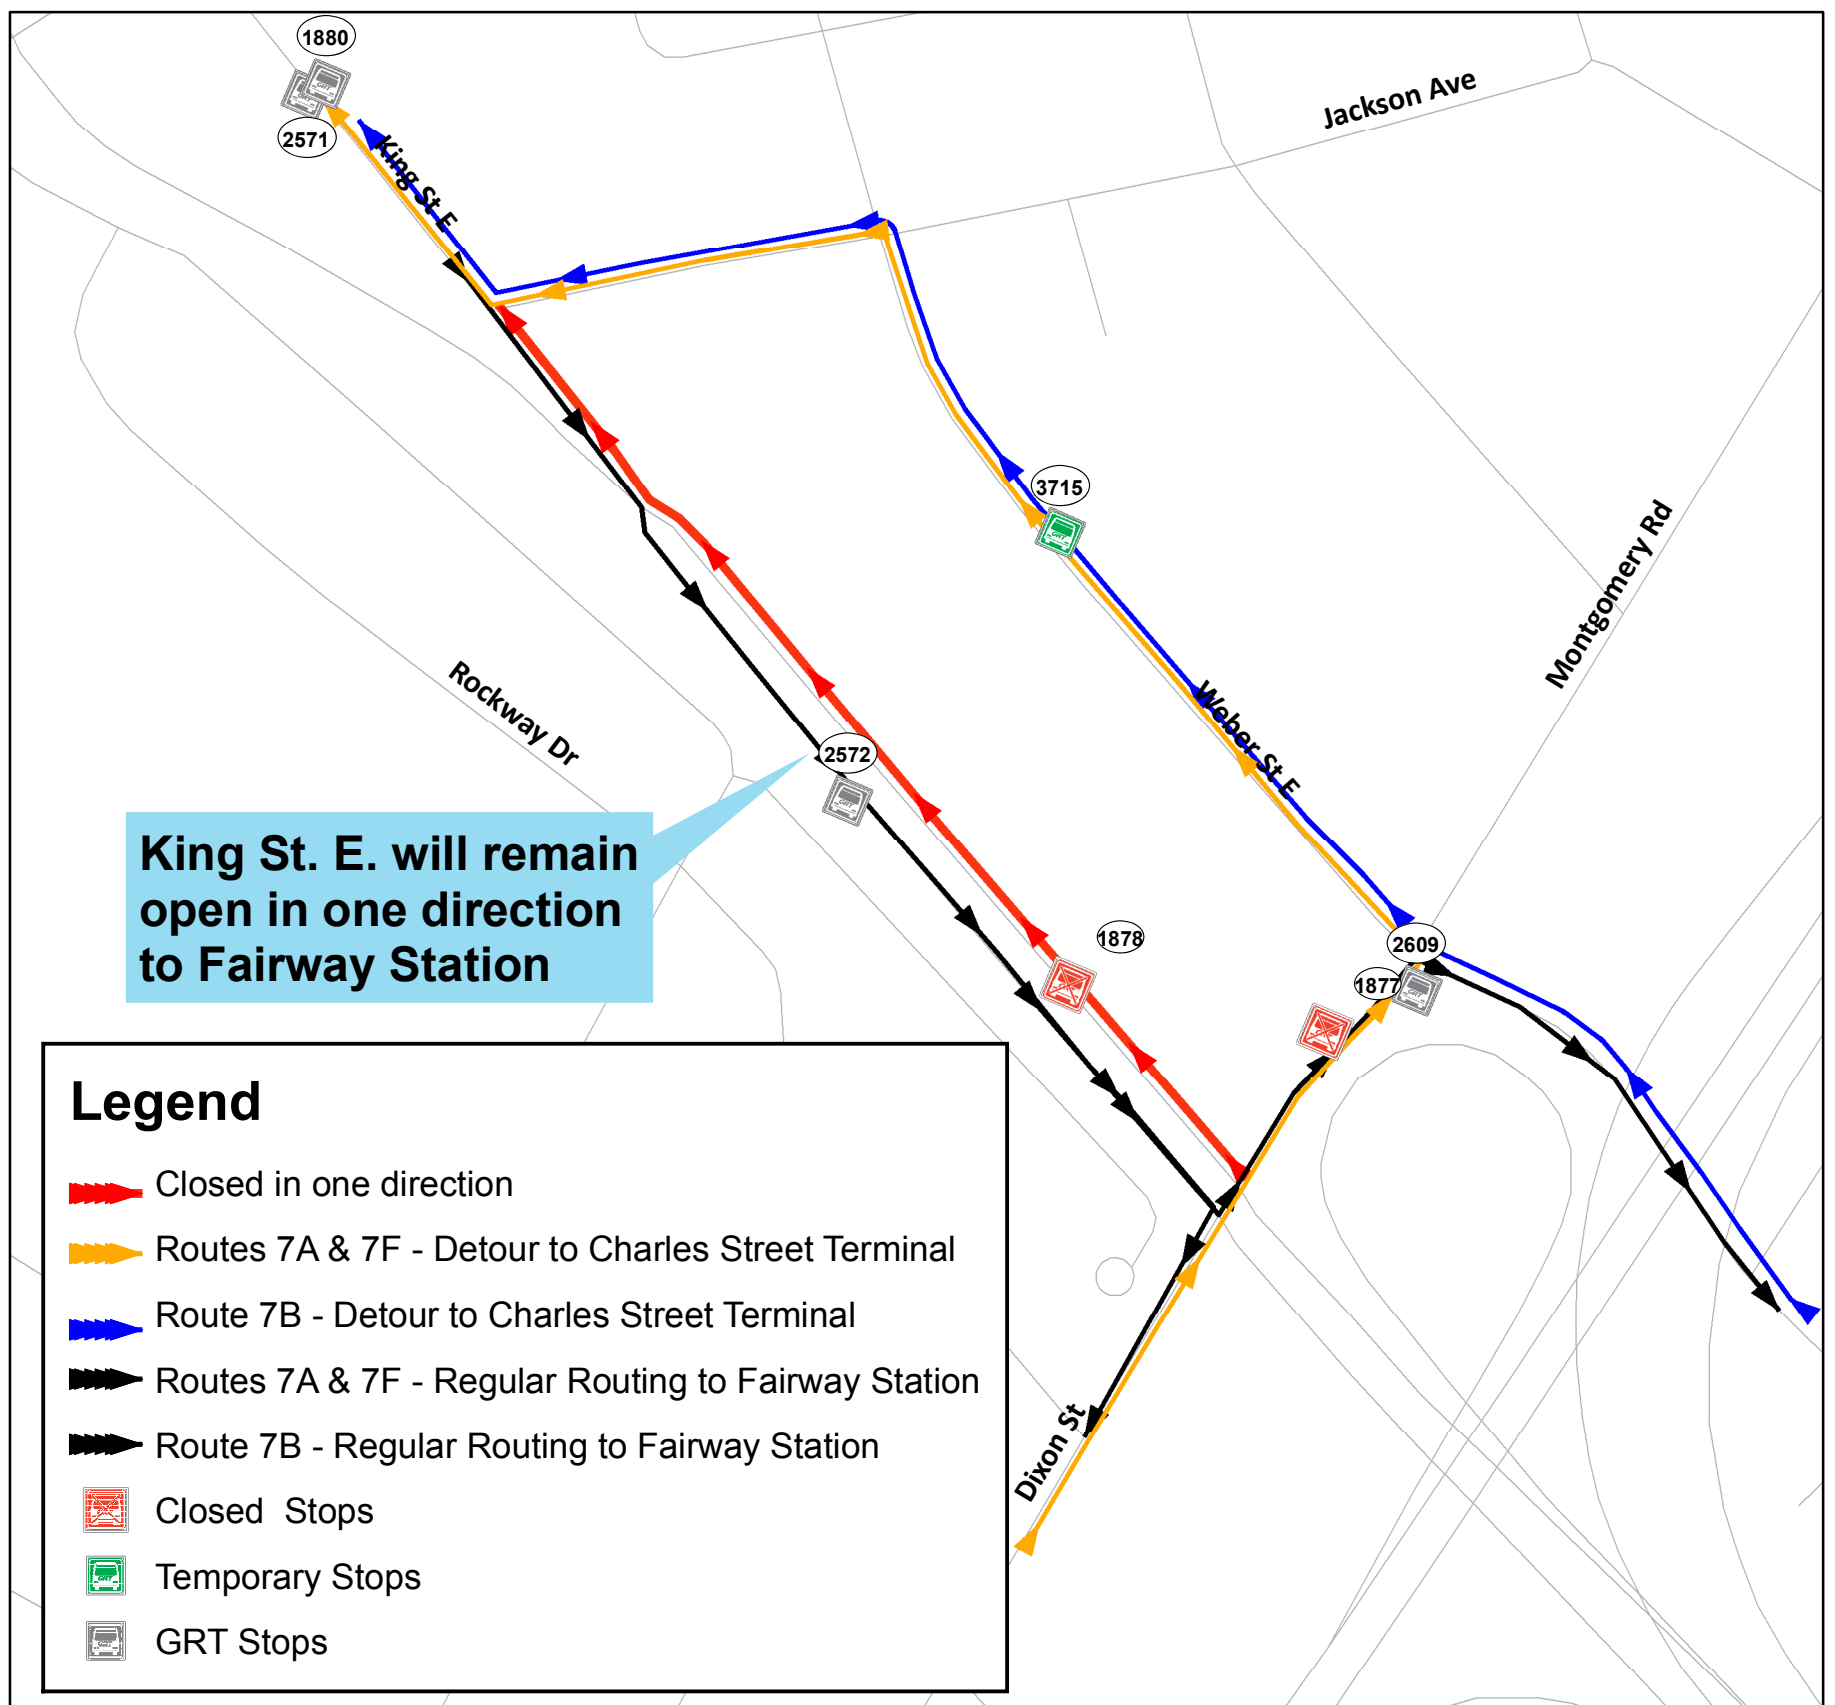 1880
2571
King St E
Jackson Ave
3715
Montgomery Rd
Weber St E
Rockway Dr
2572
King St. E. will remain
open in one direction
to Fairway Station
1878
2609
1877
Dixon St
Legend
Closed in one direction
Routes 7A & 7F - Detour to Charles Street Terminal
Route 7B - Detour to Charles Street Terminal
Routes 7A & 7F - Regular Routing to Fairway Station
Route 7B - Regular Routing to Fairway Station
Closed Stops
Temporary Stops
GRT Stops